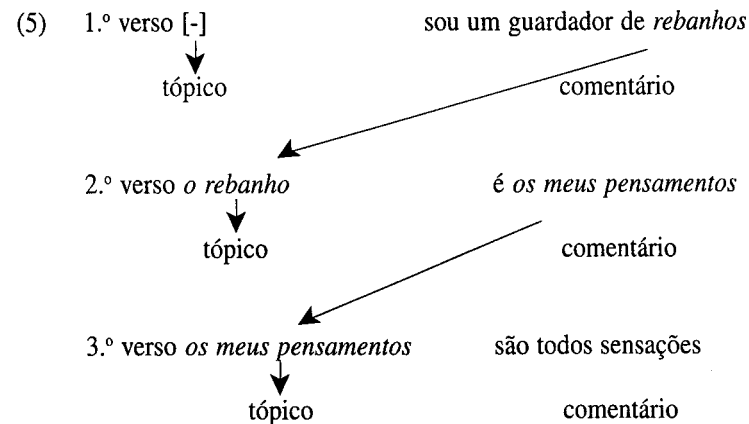 (5) 1.º verso [-] sou um guardador de rebanhos
tópico comentário
2.º verso o rebanho é os meus pensamentos
tópico comentário
3.º verso os meus pensamentos são todos sensações
tópico comentário